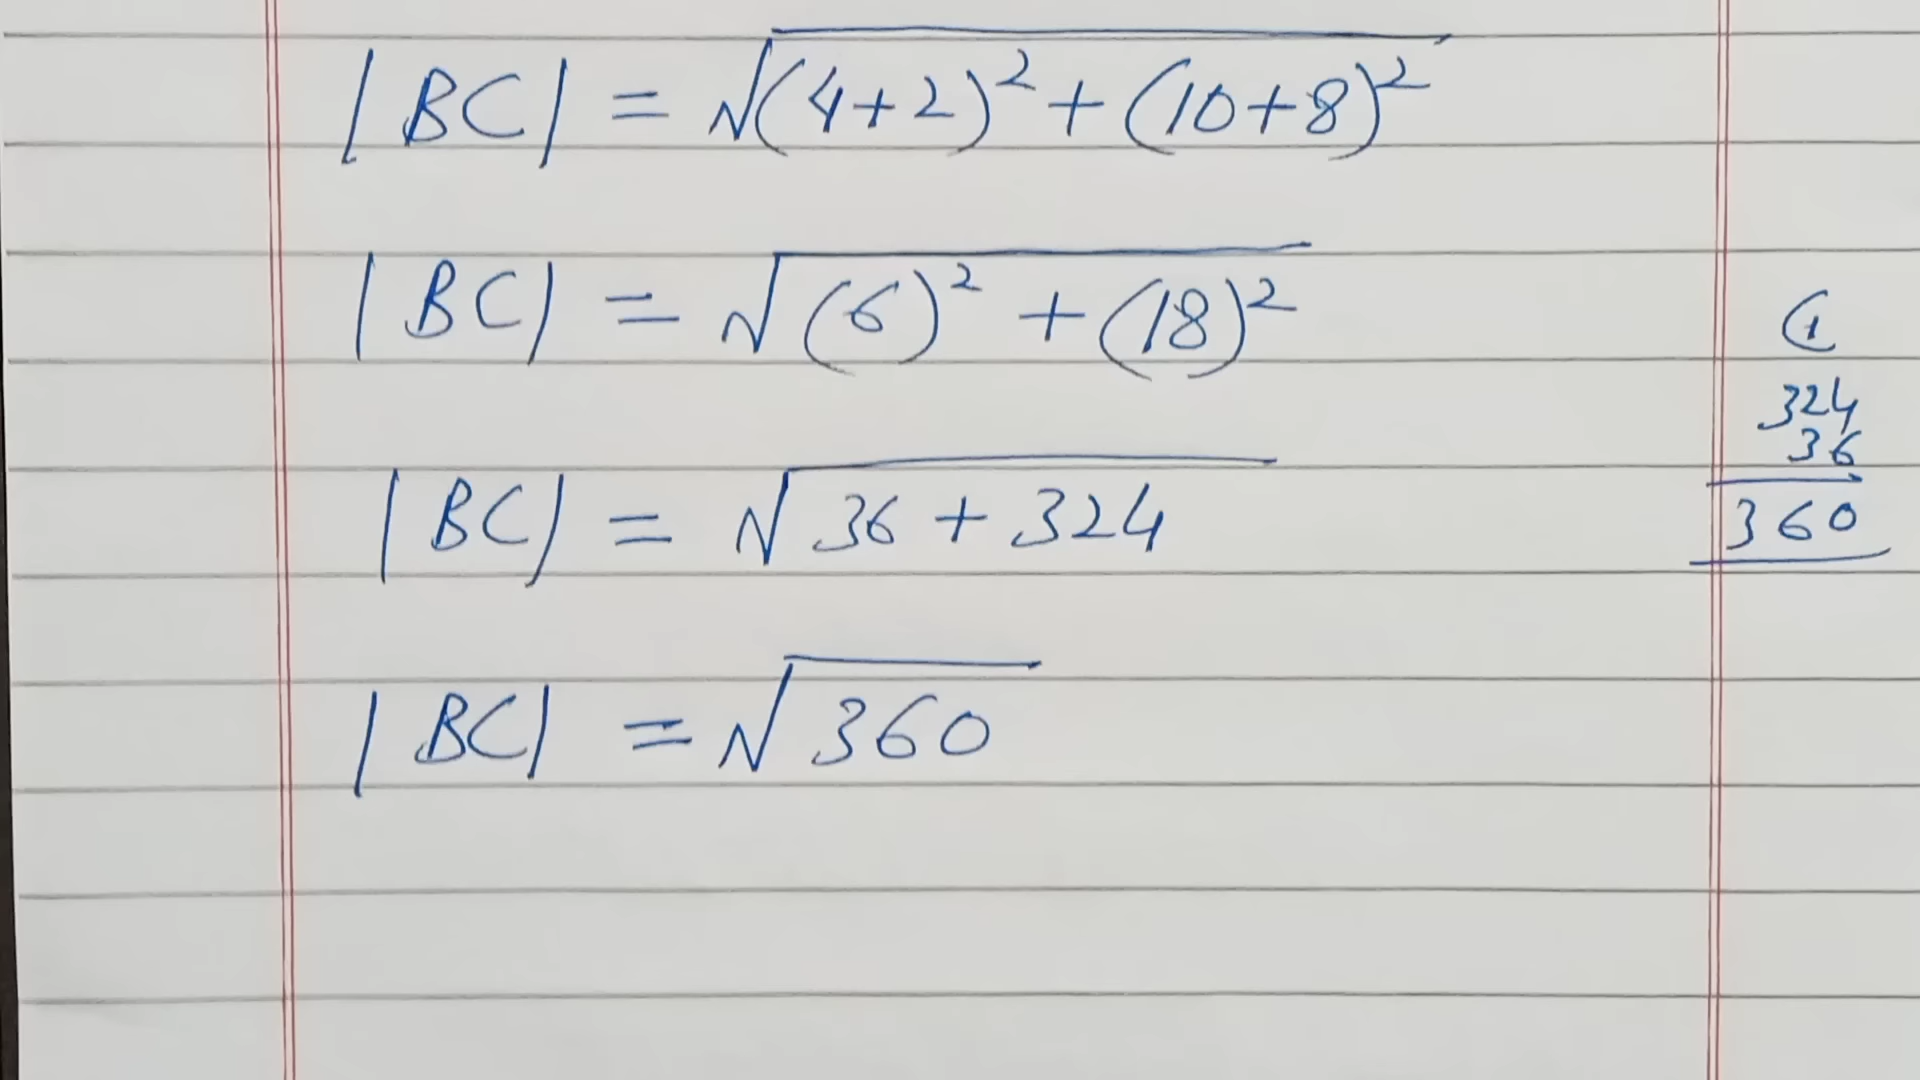 |BC| = √(4+2)² + (10+8)²
|BC| = √(6)² + (18)²
|BC| = √36 + 324
|BC| = √360
1
324
36
360